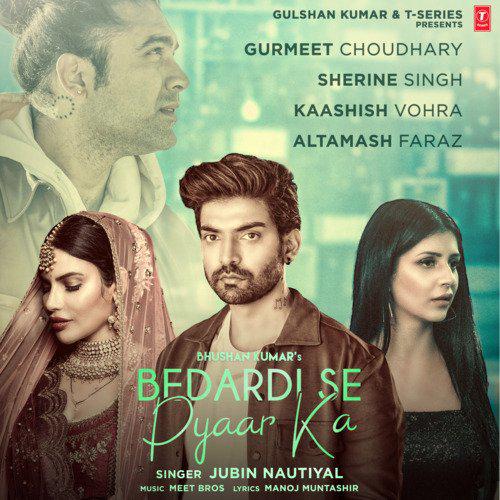 GULSHAN KUMAR & T-SERIES
PRESENTS
T
GURMEET CHOUDHARY
SHERINE SINGH
KAASHISH VOHRA
ALTAMASH FARAZ
BHUSHAN KUMAR's
BEDARDI SE
Pyaar Ka
SINGER JUBIN NAUTIYAL
MUSIC MEET BROS LYRICS MANOJ MUNTASHIR